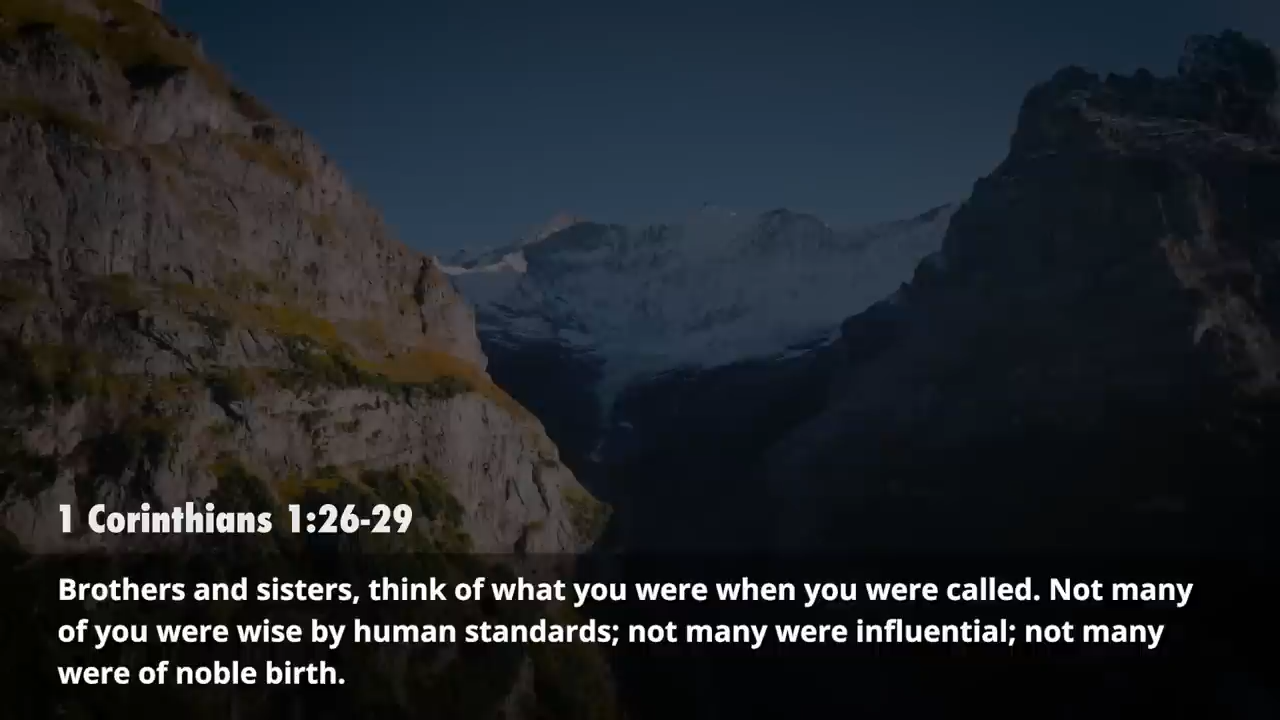 1 Corinthians 1:26-29
Brothers and sisters, think of what you were when you were called. Not many
of you were wise by human standards; not many were influential; not many
were of noble birth.